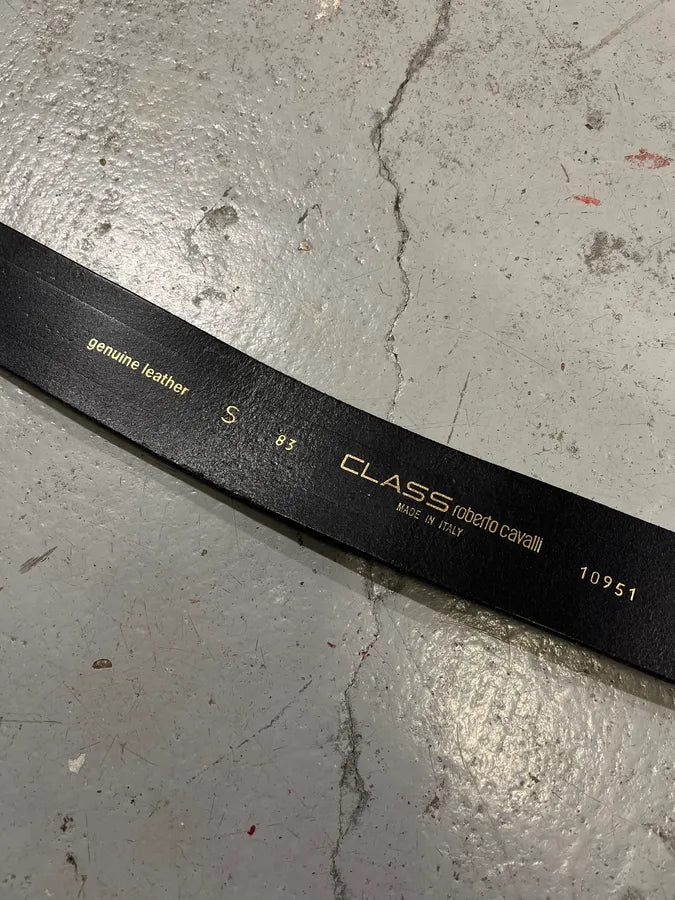 genuine leather
S
83
CLASS roberto cavalli
MADE IN ITALY
10951